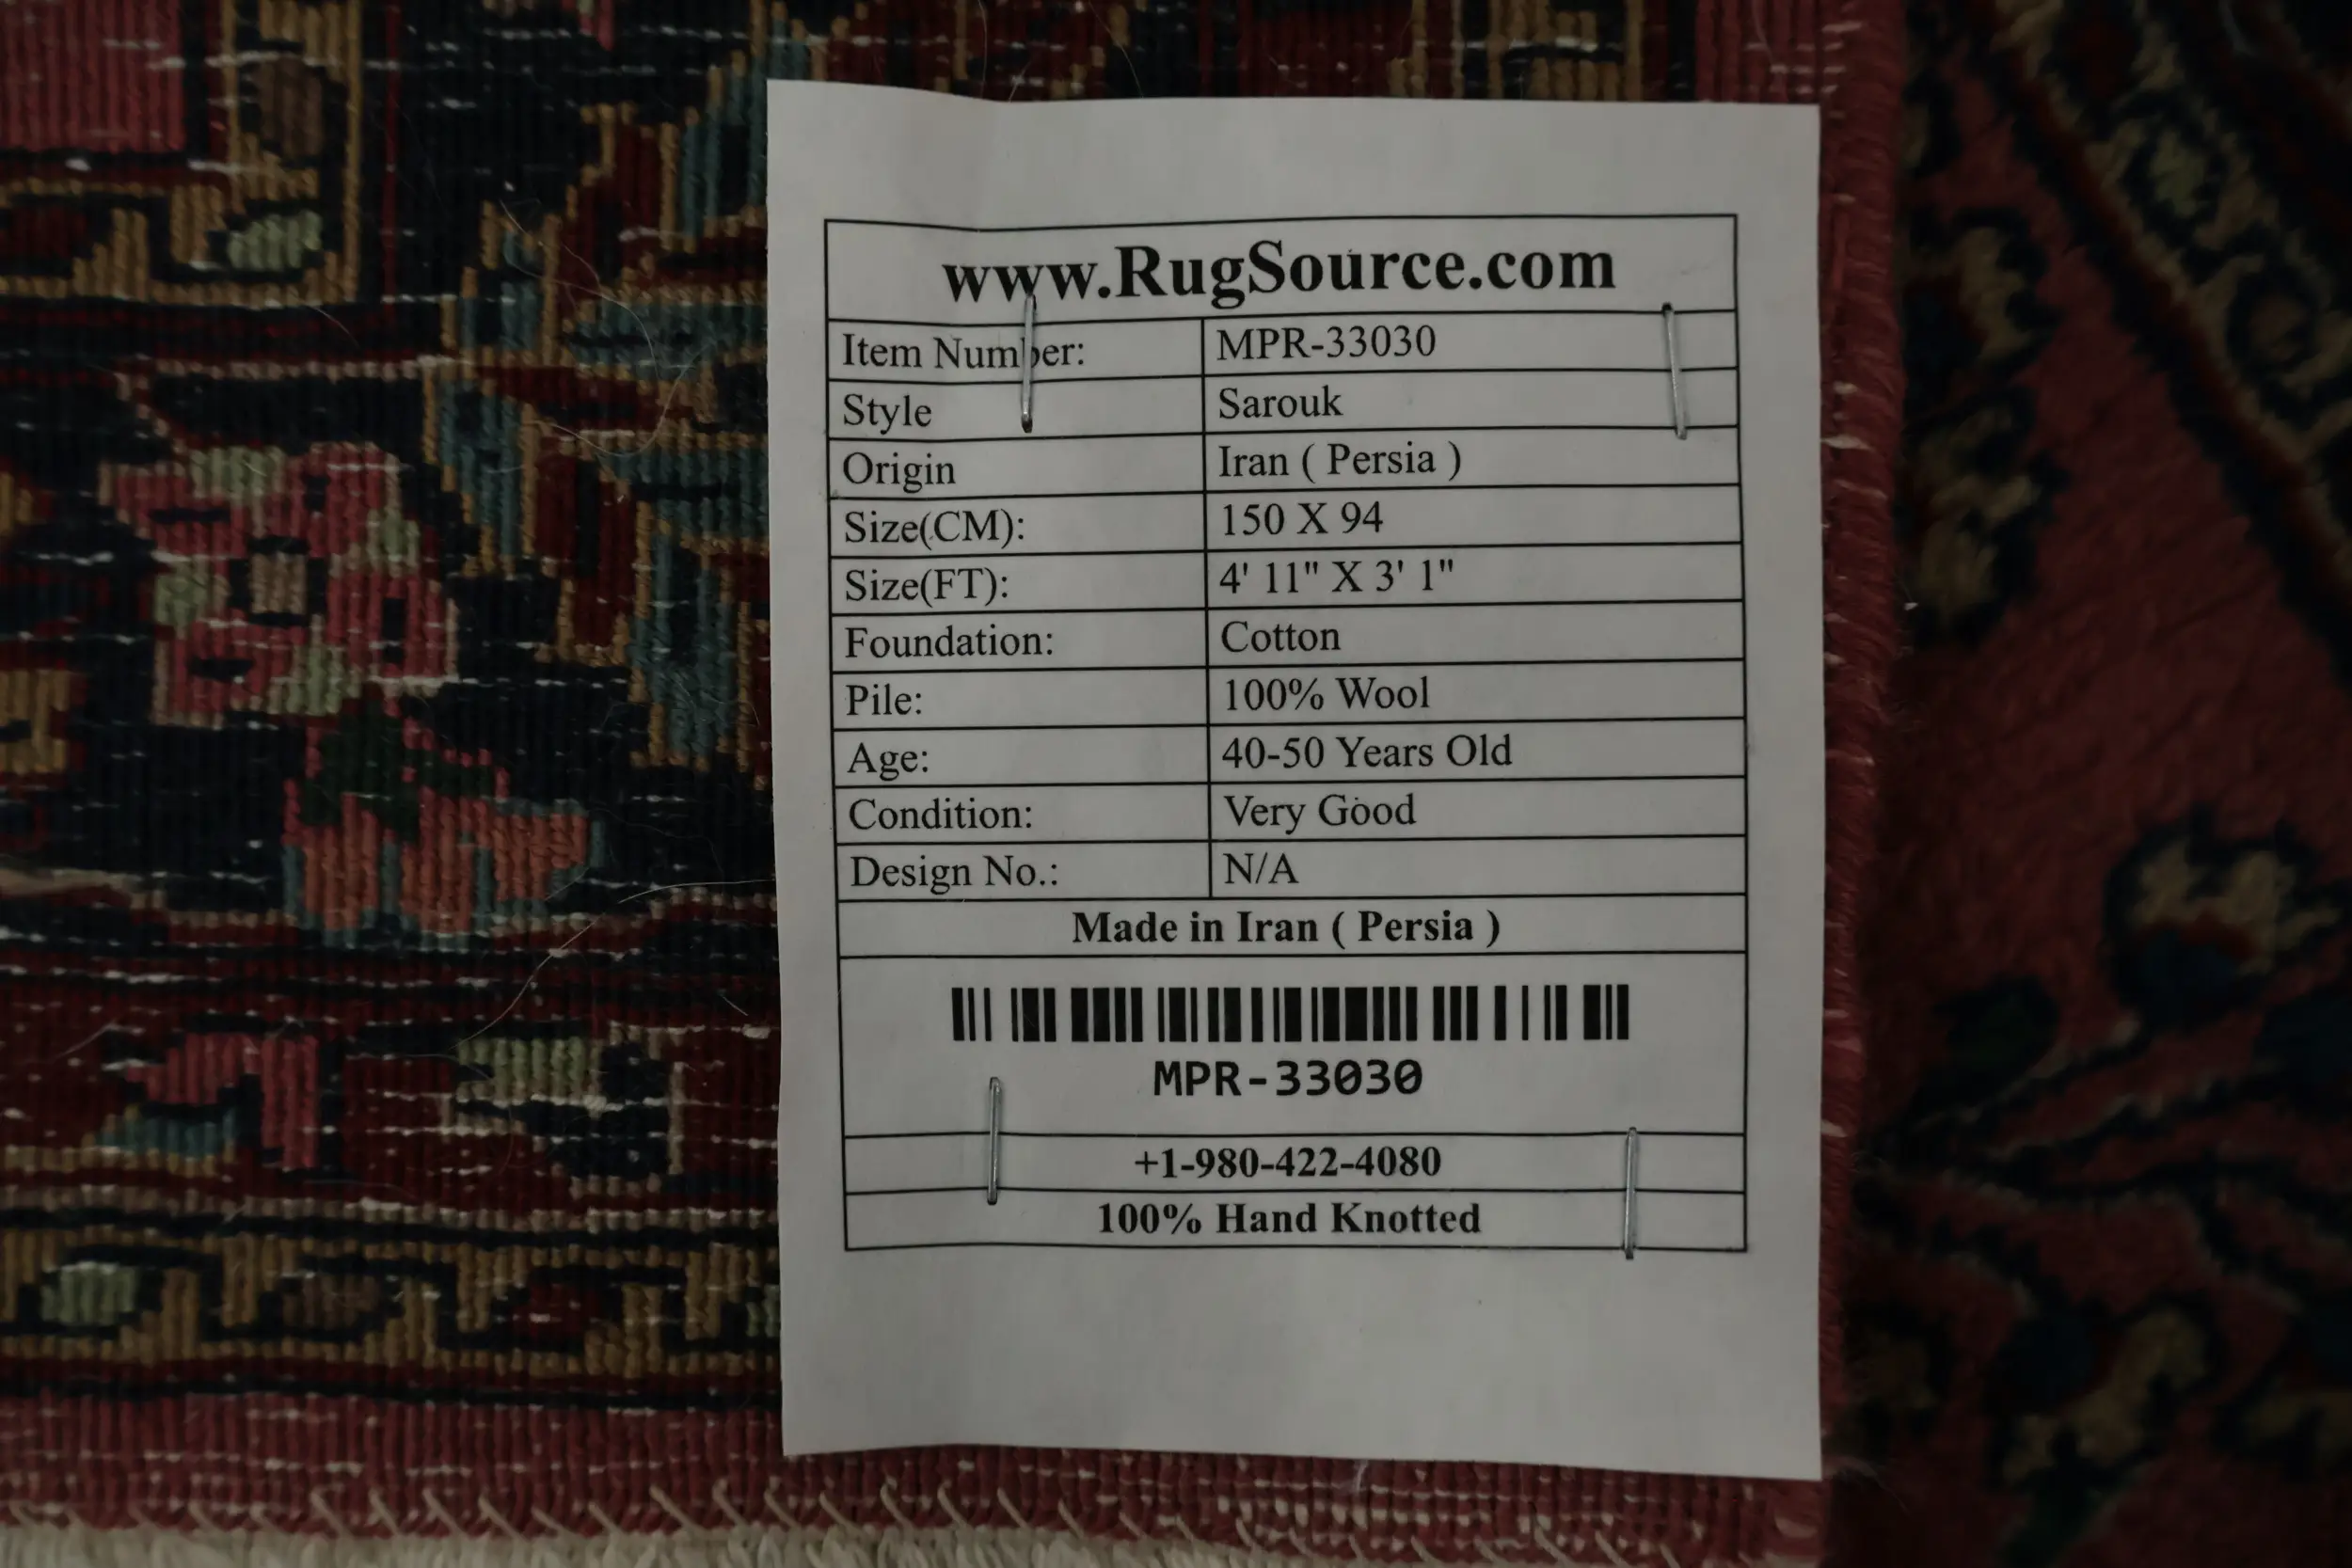 www.RugSource.com
Item Number: MPR-33030
Style Sarouk
Origin Iran ( Persia )
Size(CM): 150 X 94
Size(FT): 4' 11" X 3' 1"
Foundation: Cotton
Pile: 100% Wool
Age: 40-50 Years Old
Condition: Very Good
Design No.: N/A
Made in Iran ( Persia )
MPR-33030
+1-980-422-4080
100% Hand Knotted